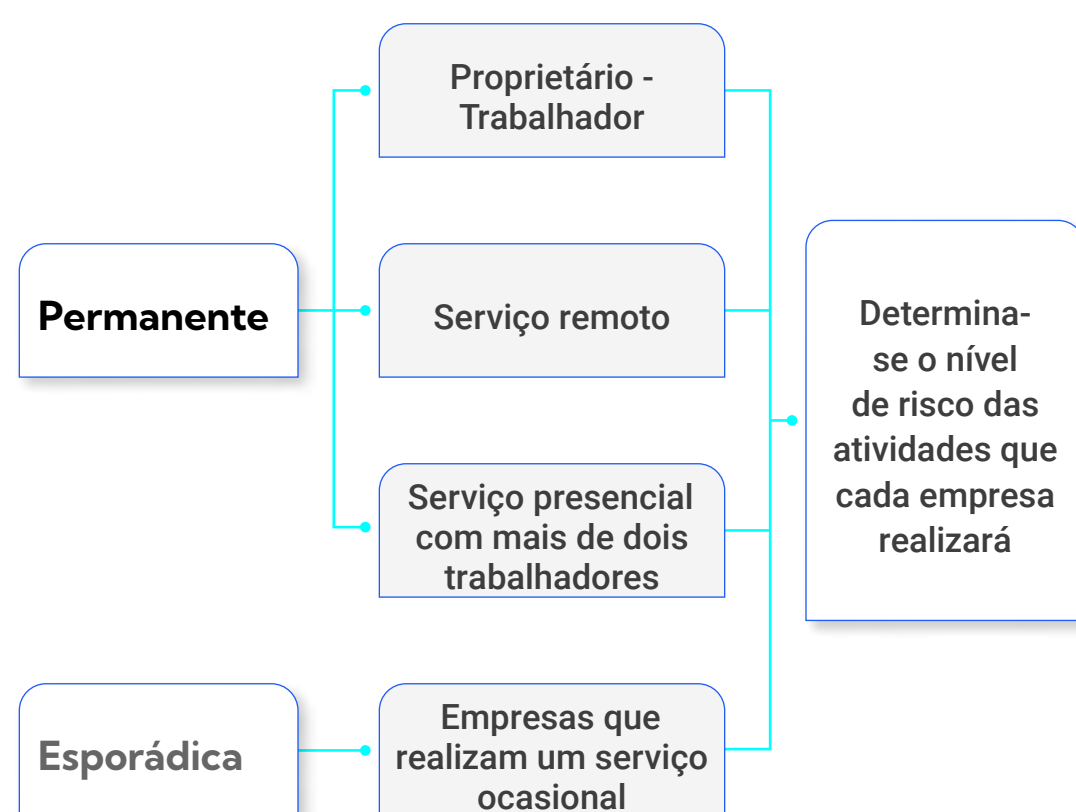 Permanente
Proprietário -
Trabalhador
Serviço remoto
Serviço presencial
com mais de dois
trabalhadores
Esporádica
Empresas que
realizam um serviço
ocasional
Determina-
se o nível
de risco das
atividades que
cada empresa
realizará